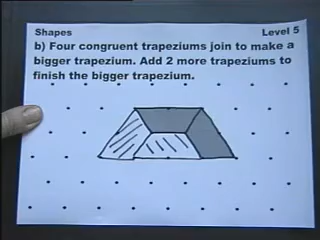 Shapes Level 5
b) Four congruent trapeziums join to make a
bigger trapezium. Add 2 more trapeziums to
finish the bigger trapezium.